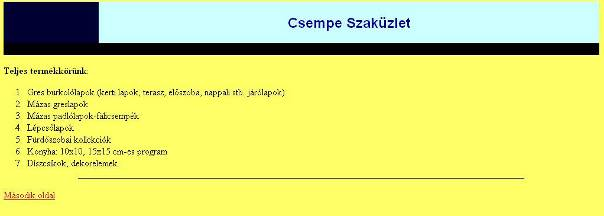 Csempe Szaküzlet
Teljes termékkörünk:
1. Gres burkolólapok (kerti lapok, terasz, előszoba, nappali stb. járólapok)
2. Mázas greslapok
3. Mázas padlólapok-falicsempék
4. Lépcsőlapok
5. Fürdőszobai kollekciók
6. Konyha: 10x10, 15x15 cm-es program
7. Díszcsíkok, dekorelemek
Második oldal